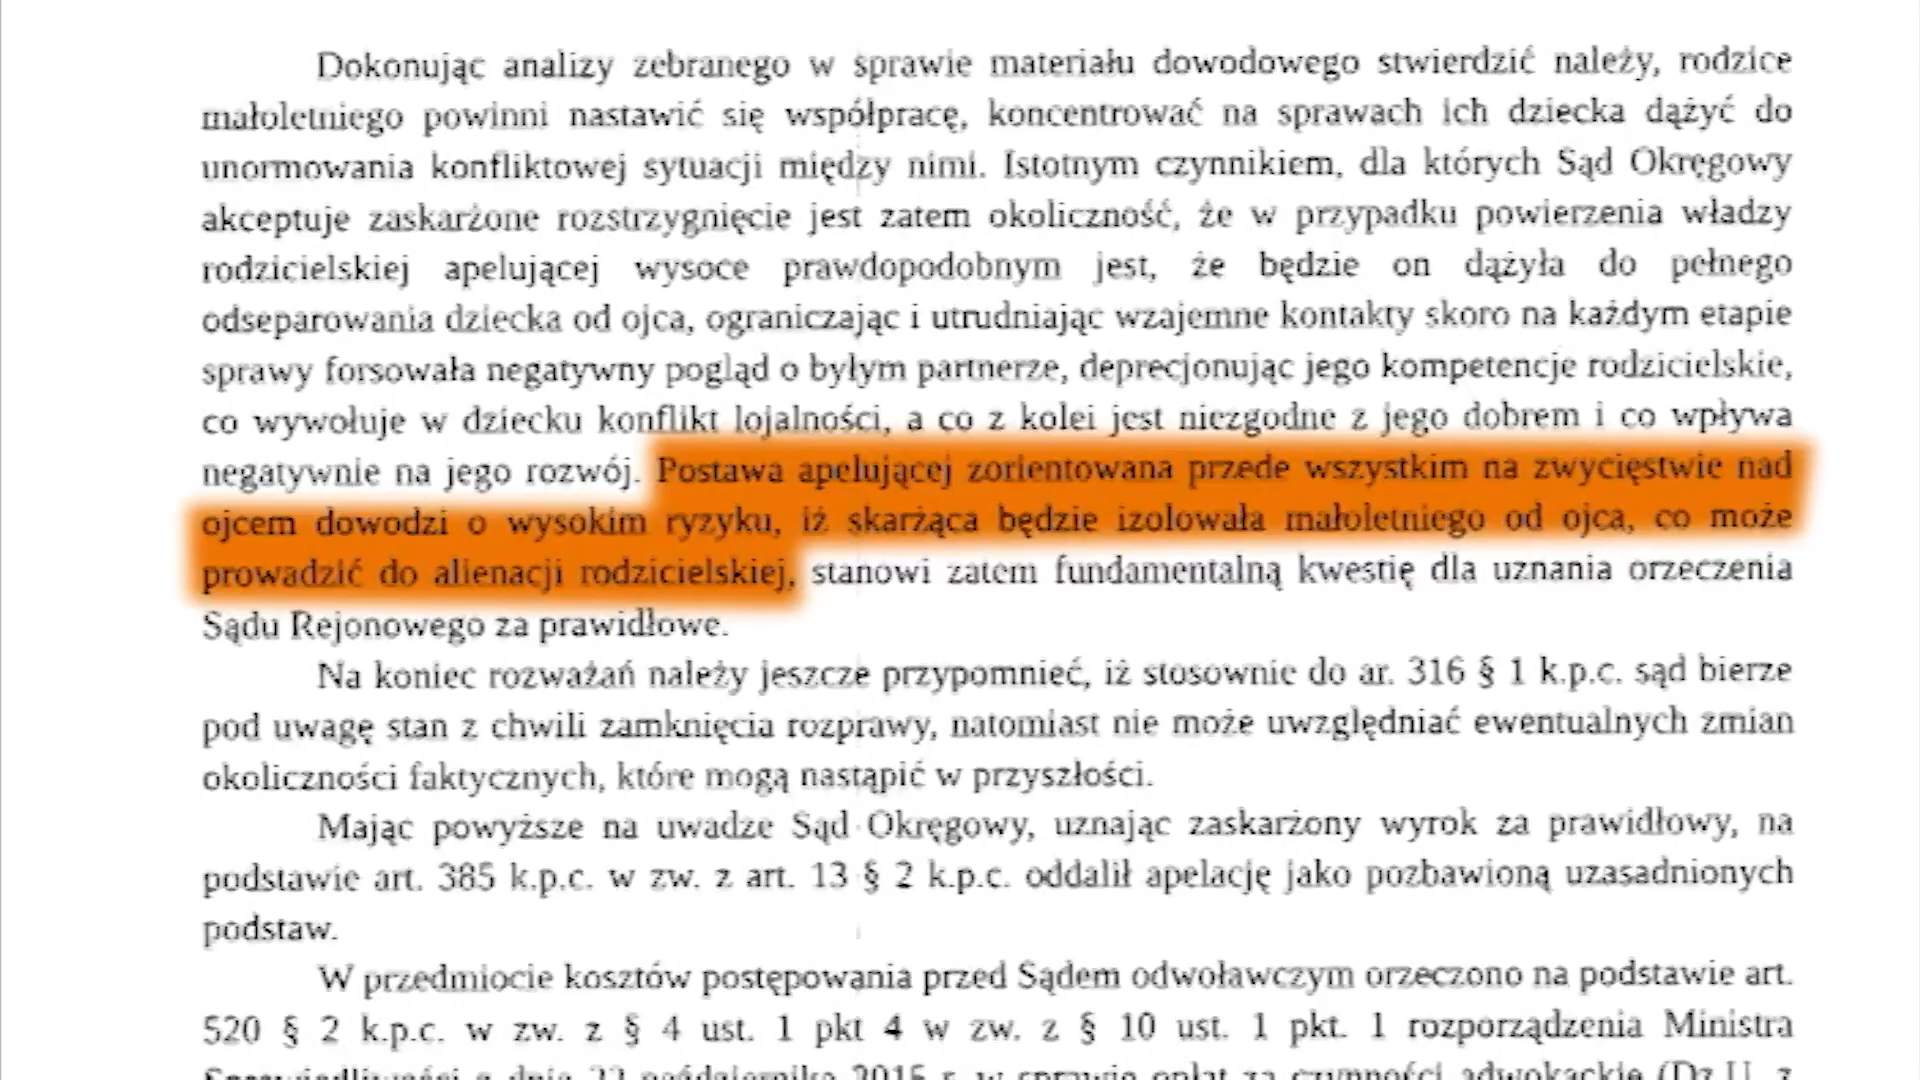 Dokonując analizy zebranego w sprawie materiału dowodowego stwierdzić należy, rodzice
małoletniego powinni nastawić się współpracę, koncentrować na sprawach ich dziecka dążyć do
unormowania konfliktowej sytuacji między nimi. Istotnym czynnikiem, dla których Sąd Okręgowy
akceptuje zaskarżone rozstrzygnięcie jest zatem okoliczność, że w przypadku powierzenia władzy
rodzicielskiej apelującej wysoce prawdopodobnym jest, że będzie on dążyła do pełnego
odseparowania dziecka od ojca, ograniczając i utrudniając wzajemne kontakty skoro na każdym etapie
sprawy forsowała negatywny pogląd o byłym partnerze, deprecjonując jego kompetencje rodzicielskie,
co wywołuje w dziecku konflikt lojalności, a co z kolei jest niezgodne z jego dobrem i co wpływa
negatywnie na jego rozwój. Postawa apelującej zorientowana przede wszystkim na zwycięstwie nad
ojcem dowodzi o wysokim ryzyku, iż skarżąca będzie izolowała małoletniego od ojca, co może
prowadzić do alienacji rodzicielskiej, stanowi zatem fundamentalną kwestię dla uznania orzeczenia
Sądu Rejonowego za prawidłowe.
Na koniec rozważań należy jeszcze przypomnieć, iż stosownie do ar. 316 § 1 k.p.c. sąd bierze
pod uwagę stan z chwili zamknięcia rozprawy, natomiast nie może uwzględniać ewentualnych zmian
okoliczności faktycznych, które mogą nastąpić w przyszłości.
Mając powyższe na uwadze Sąd Okręgowy, uznając zaskarżony wyrok za prawidłowy, na
podstawie art. 385 k.p.c. w zw. z art. 13 § 2 k.p.c. oddalił apelację jako pozbawioną uzasadnionych
podstaw.
W przedmiocie kosztów postępowania przed Sądem odwoławczym orzeczono na podstawie art.
520 § 2 k.p.c. w zw. z § 4 ust. 1 pkt 4 w zw. z § 10 ust. 1 pkt. 1 rozporządzenia Ministra
Sprawiedliwości z dnia 22 października 2015 r. w sprawie opłat za czynności adwokackie (Dz.U. z